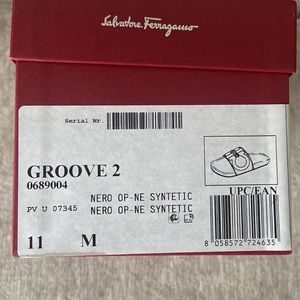 Salvatore Ferragamo
Serial Nr.
GROOVE 2
0689004
UPC/EAN
PV U 07345
NERO OP-NE SYNTETIC
NERO OP-NE SYNTETIC
11 M
8 058572 724635